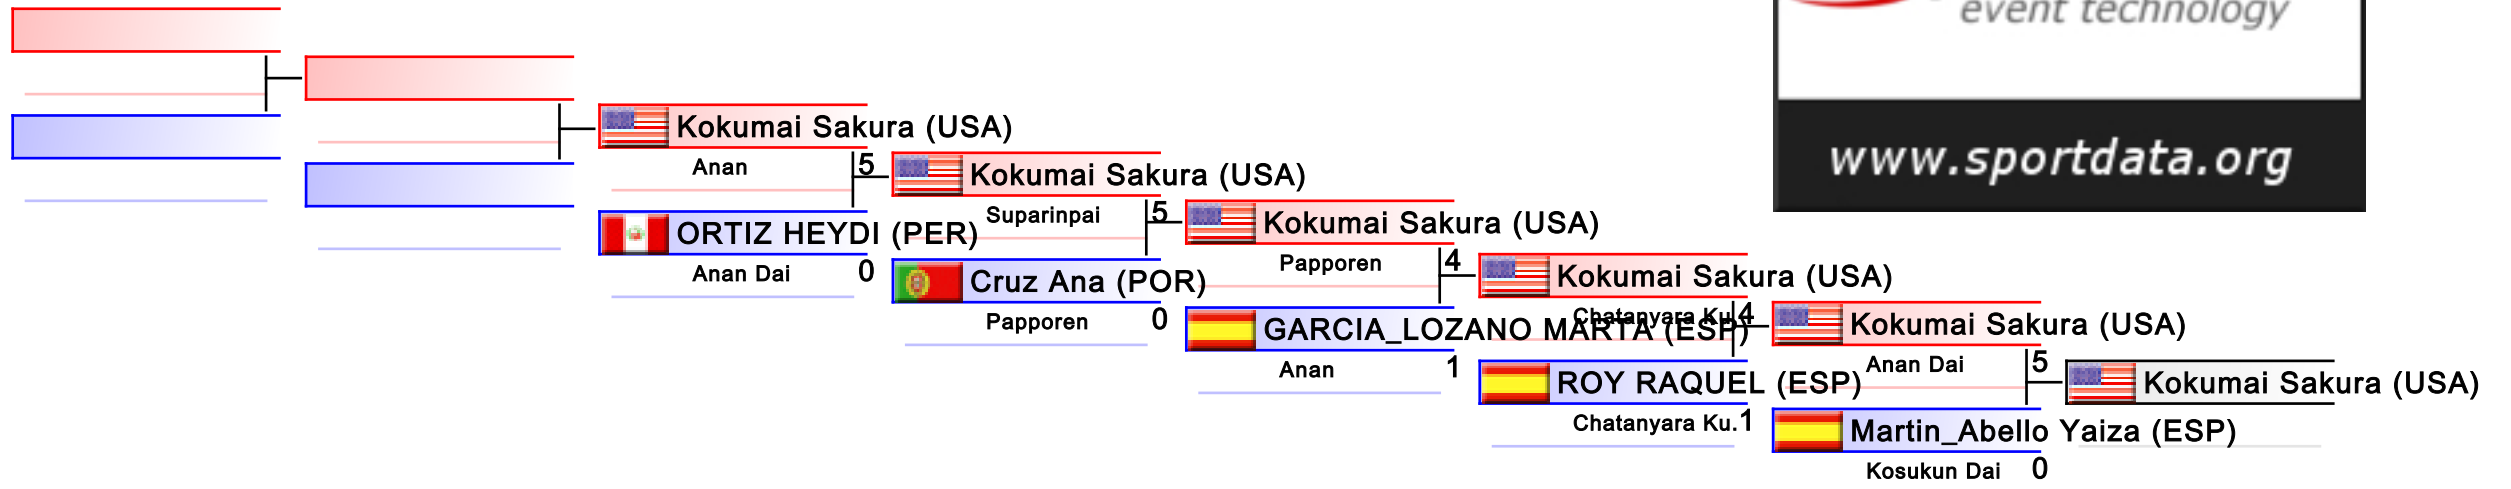 event technology
www.sportdata.org
Kokumai Sakura (USA)
Anan
5
ORTIZ HEYDI (PER)
Anan Dai
0
Kokumai Sakura (USA)
Suparinpai
5
Cruz Ana (POR)
Papporen
0
Kokumai Sakura (USA)
Papporen
4
GARCIA_LOZANO MARTA (ESP)
Anan
1
Kokumai Sakura (USA)
Chatanyara Ku.
4
ROY RAQUEL (ESP)
Chatanyara Ku.
1
Kokumai Sakura (USA)
Anan Dai
5
Martin_Abello Yaiza (ESP)
Kosukun Dai
0
Kokumai Sakura (USA)